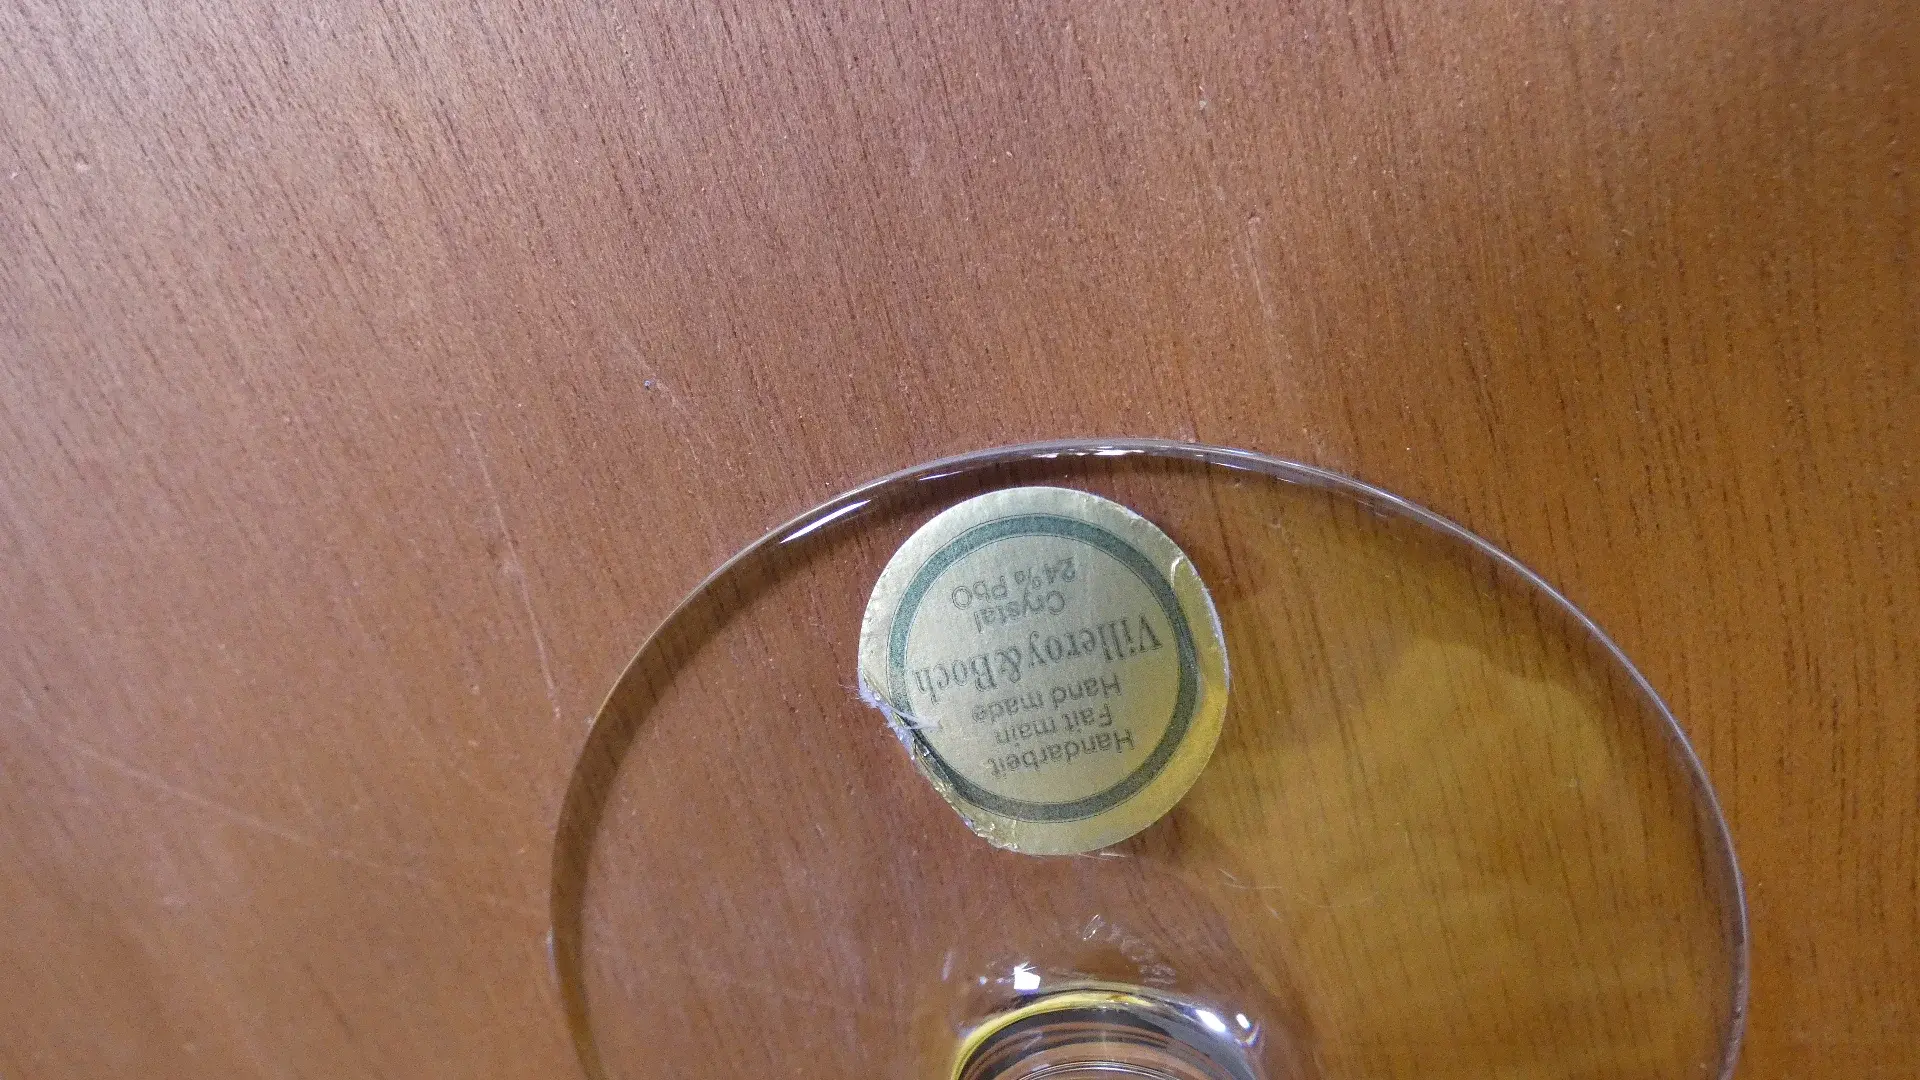 Handarbeit
Fait main
Hand made
Villeroy&Boch
Crystal
24% PbO